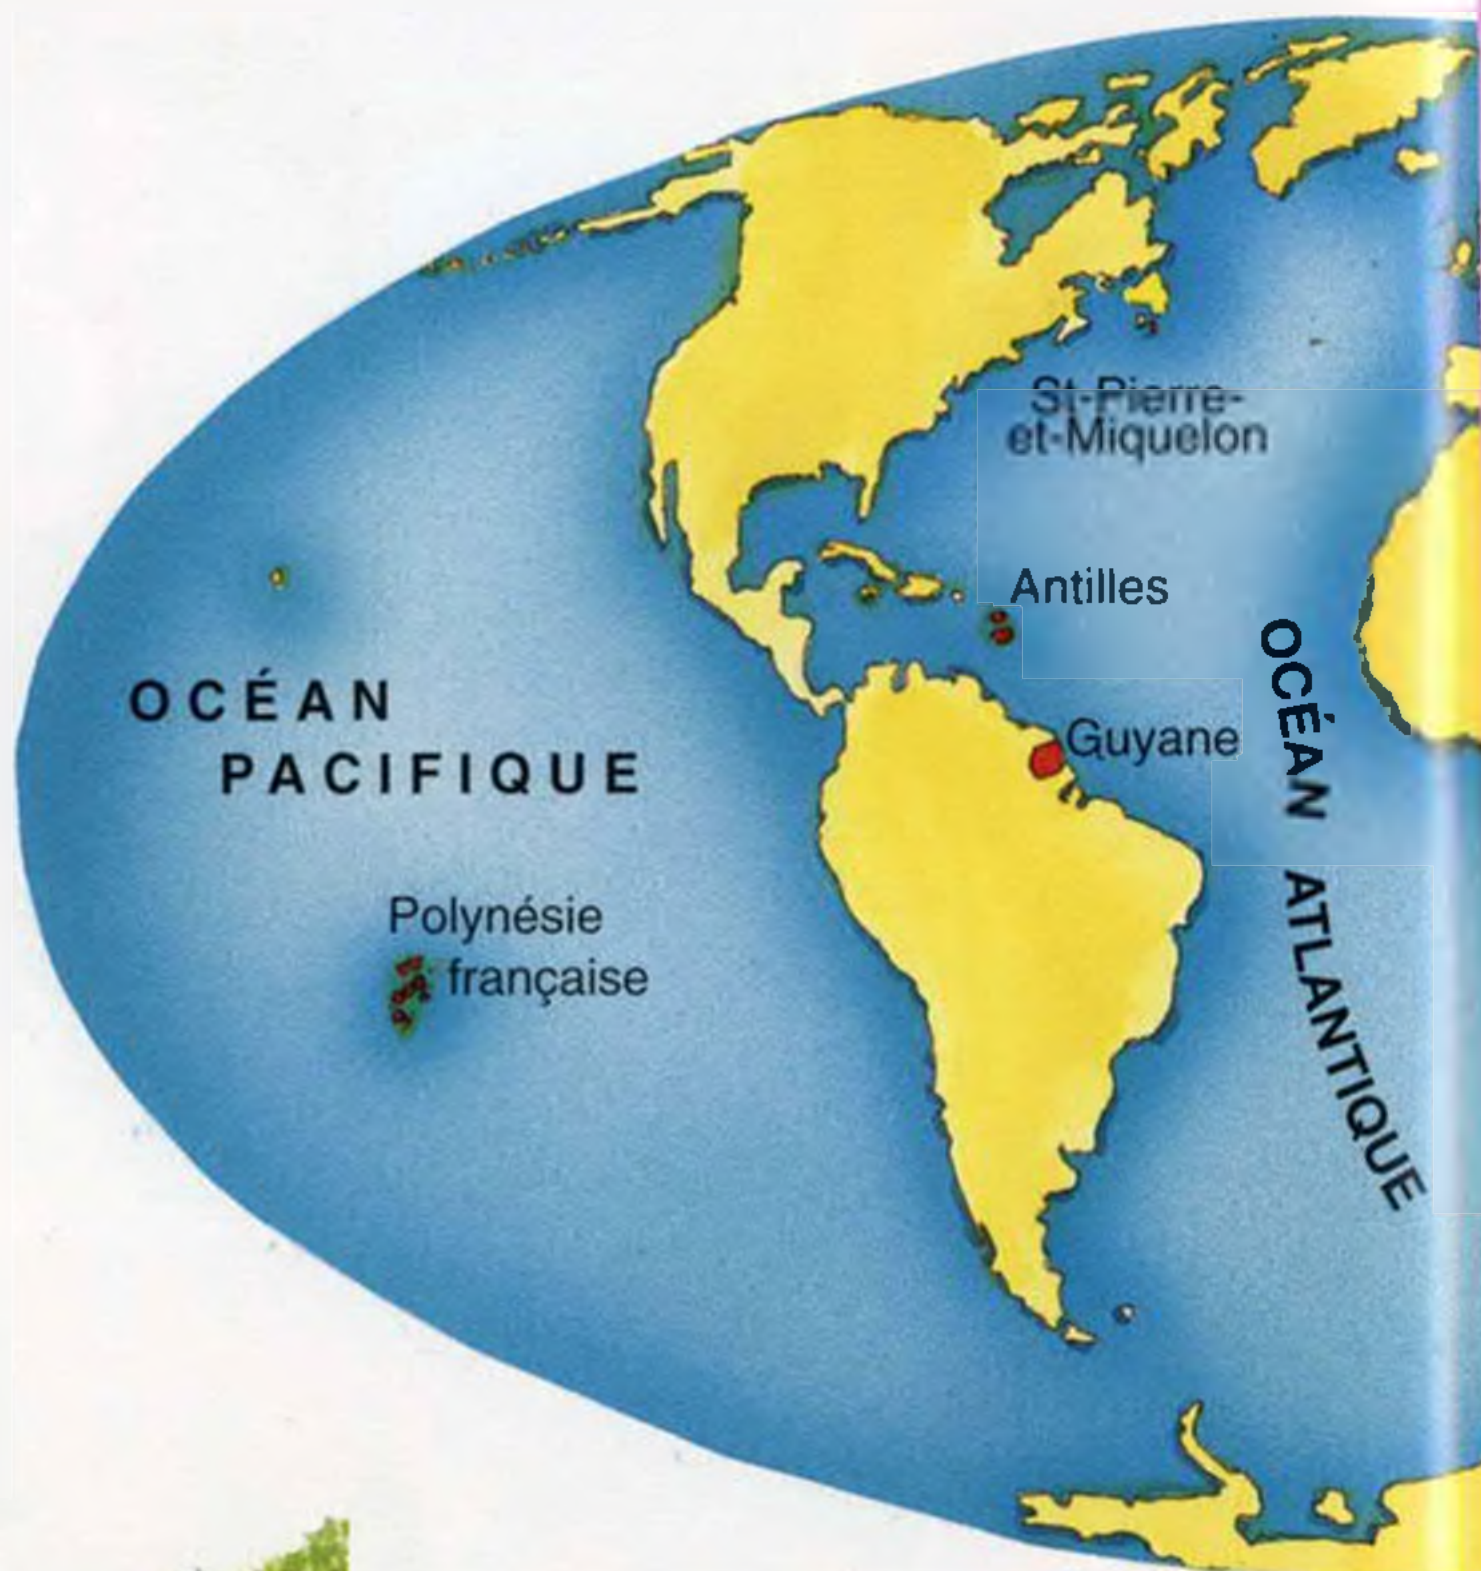 St-Pierre-
et-Miquelon
Antilles
OCÉAN ATLANTIQUE
OCÉAN
PACIFIQUE
Guyane
Polynésie
française